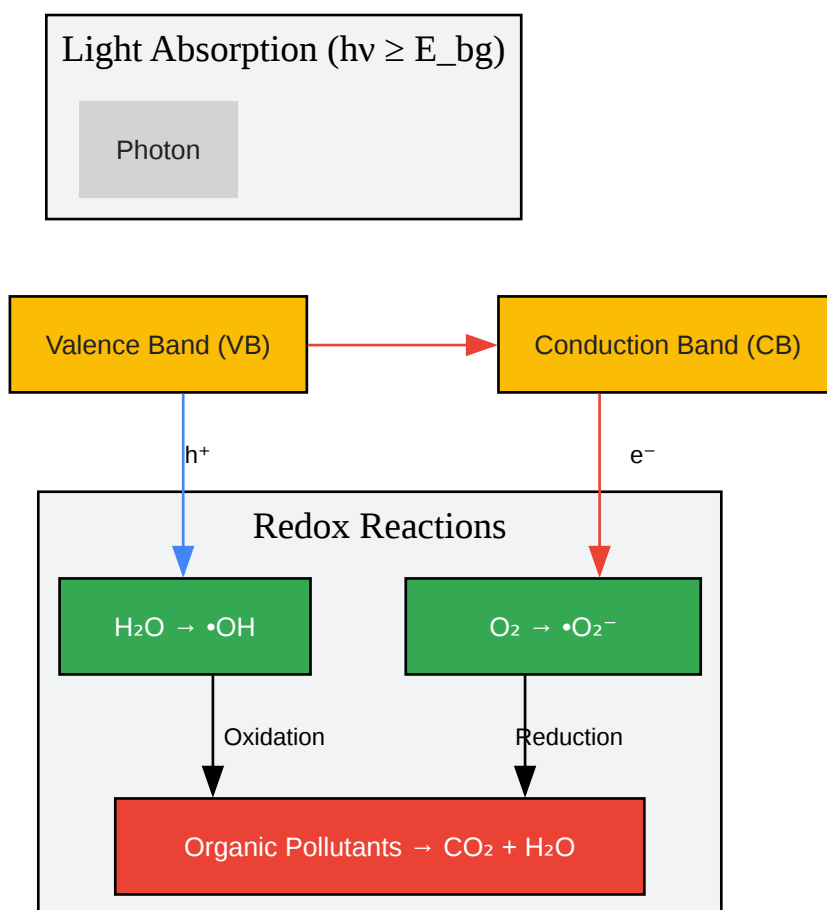 Light Absorption (hν ≥ E_bg)
Photon
Valence Band (VB)
Conduction Band (CB)
h⁺
e⁻
Redox Reactions
H₂O → •OH
O₂ → •O₂⁻
Oxidation
Reduction
Organic Pollutants → CO₂ + H₂O